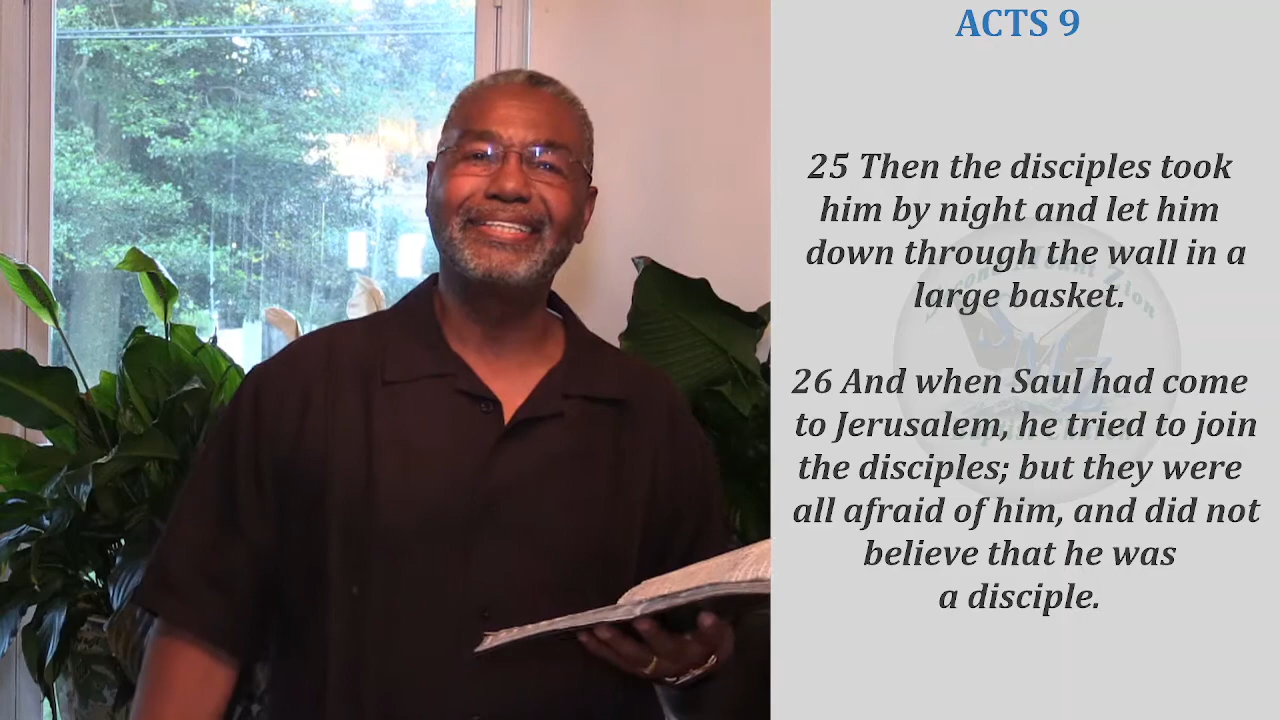 ACTS 9
25 Then the disciples took
him by night and let him
down through the wall in a
large basket.
26 And when Saul had come
to Jerusalem, he tried to join
the disciples; but they were
all afraid of him, and did not
believe that he was
a disciple.